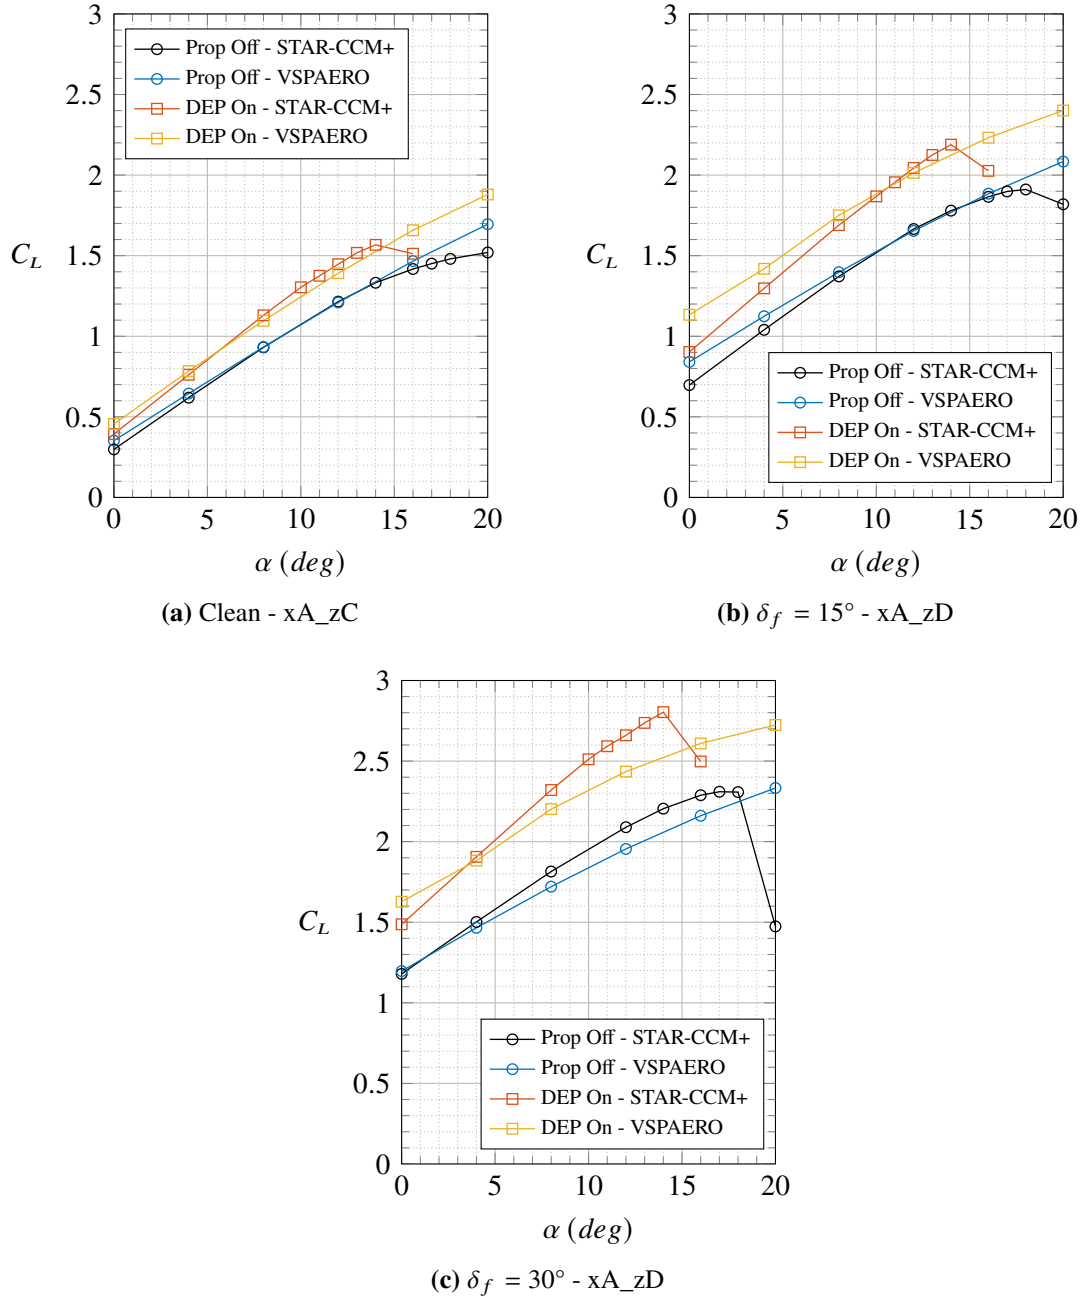 3
2.5
2
1.5
1
0.5
0
C_L
Prop Off - STAR-CCM+
Prop Off - VSPAERO
DEP On - STAR-CCM+
DEP On - VSPAERO
0 5 10 15 20
α (deg)
(a) Clean - xA_zC
3
2.5
2
1.5
1
0.5
0
C_L
Prop Off - STAR-CCM+
Prop Off - VSPAERO
DEP On - STAR-CCM+
DEP On - VSPAERO
0 5 10 15 20
α (deg)
(b) δ_f = 15° - xA_zD
3
2.5
2
1.5
1
0.5
0
C_L
Prop Off - STAR-CCM+
Prop Off - VSPAERO
DEP On - STAR-CCM+
DEP On - VSPAERO
0 5 10 15 20
α (deg)
(c) δ_f = 30° - xA_zD